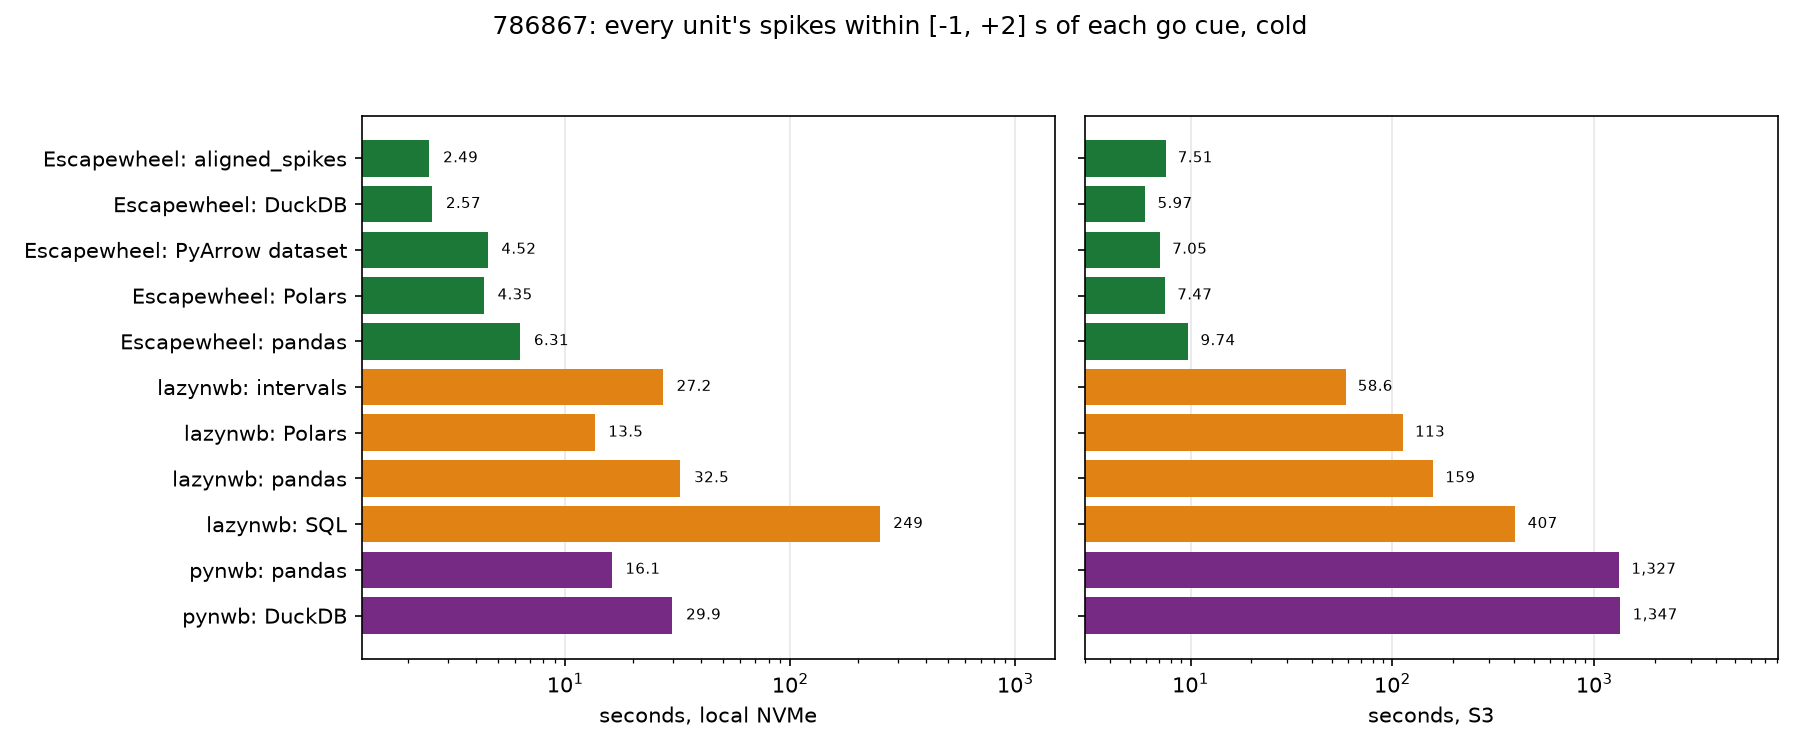 786867: every unit's spikes within [-1, +2] s of each go cue, cold
Escapewheel: aligned_spikes 2.49 7.51
Escapewheel: DuckDB 2.57 5.97
Escapewheel: PyArrow dataset 4.52 7.05
Escapewheel: Polars 4.35 7.47
Escapewheel: pandas 6.31 9.74
lazynwb: intervals 27.2 58.6
lazynwb: Polars 13.5 113
lazynwb: pandas 32.5 159
lazynwb: SQL 249 407
pynwb: pandas 16.1 1,327
pynwb: DuckDB 29.9 1,347
10¹ 10² 10³ 10¹ 10² 10³
seconds, local NVMe seconds, S3